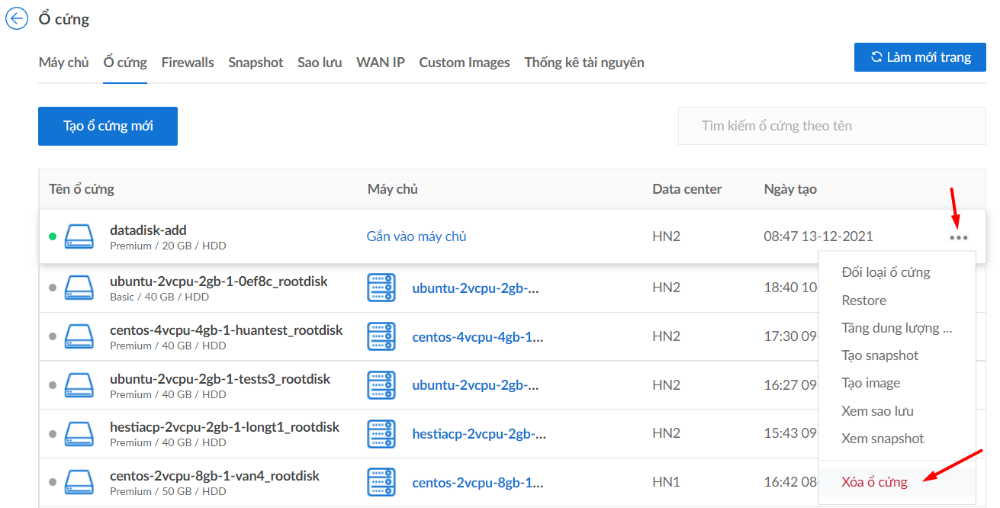 Ổ cứng
Máy chủ Ổ cứng Firewalls Snapshot Sao lưu WAN IP Custom Images Thống kê tài nguyên
Làm mới trang
Tạo ổ cứng mới
Tìm kiếm ổ cứng theo tên
Tên ổ cứng Máy chủ Data center Ngày tạo
datadisk-add
Premium / 20 GB / HDD
Gắn vào máy chủ HN2 08:47 13-12-2021
ubuntu-2vcpu-2gb-1-0ef8c_rootdisk
Basic / 40 GB / HDD
ubuntu-2vcpu-2gb-... HN2 18:40 10-
centos-4vcpu-4gb-1-huantest_rootdisk
Premium / 40 GB / HDD
centos-4vcpu-4gb-1... HN2 17:30 09-
ubuntu-2vcpu-2gb-1-tests3_rootdisk
Premium / 40 GB / HDD
ubuntu-2vcpu-2gb-... HN2 16:27 09-
hestiacp-2vcpu-2gb-1-longt1_rootdisk
Premium / 40 GB / HDD
hestiacp-2vcpu-2gb-... HN2 15:43 09-
centos-2vcpu-8gb-1-van4_rootdisk
Premium / 50 GB / HDD
centos-2vcpu-8gb-1... HN1 16:42 08-
Đổi loại ổ cứng
Restore
Tăng dung lượng ...
Tạo snapshot
Tạo image
Xem sao lưu
Xem snapshot
Xóa ổ cứng